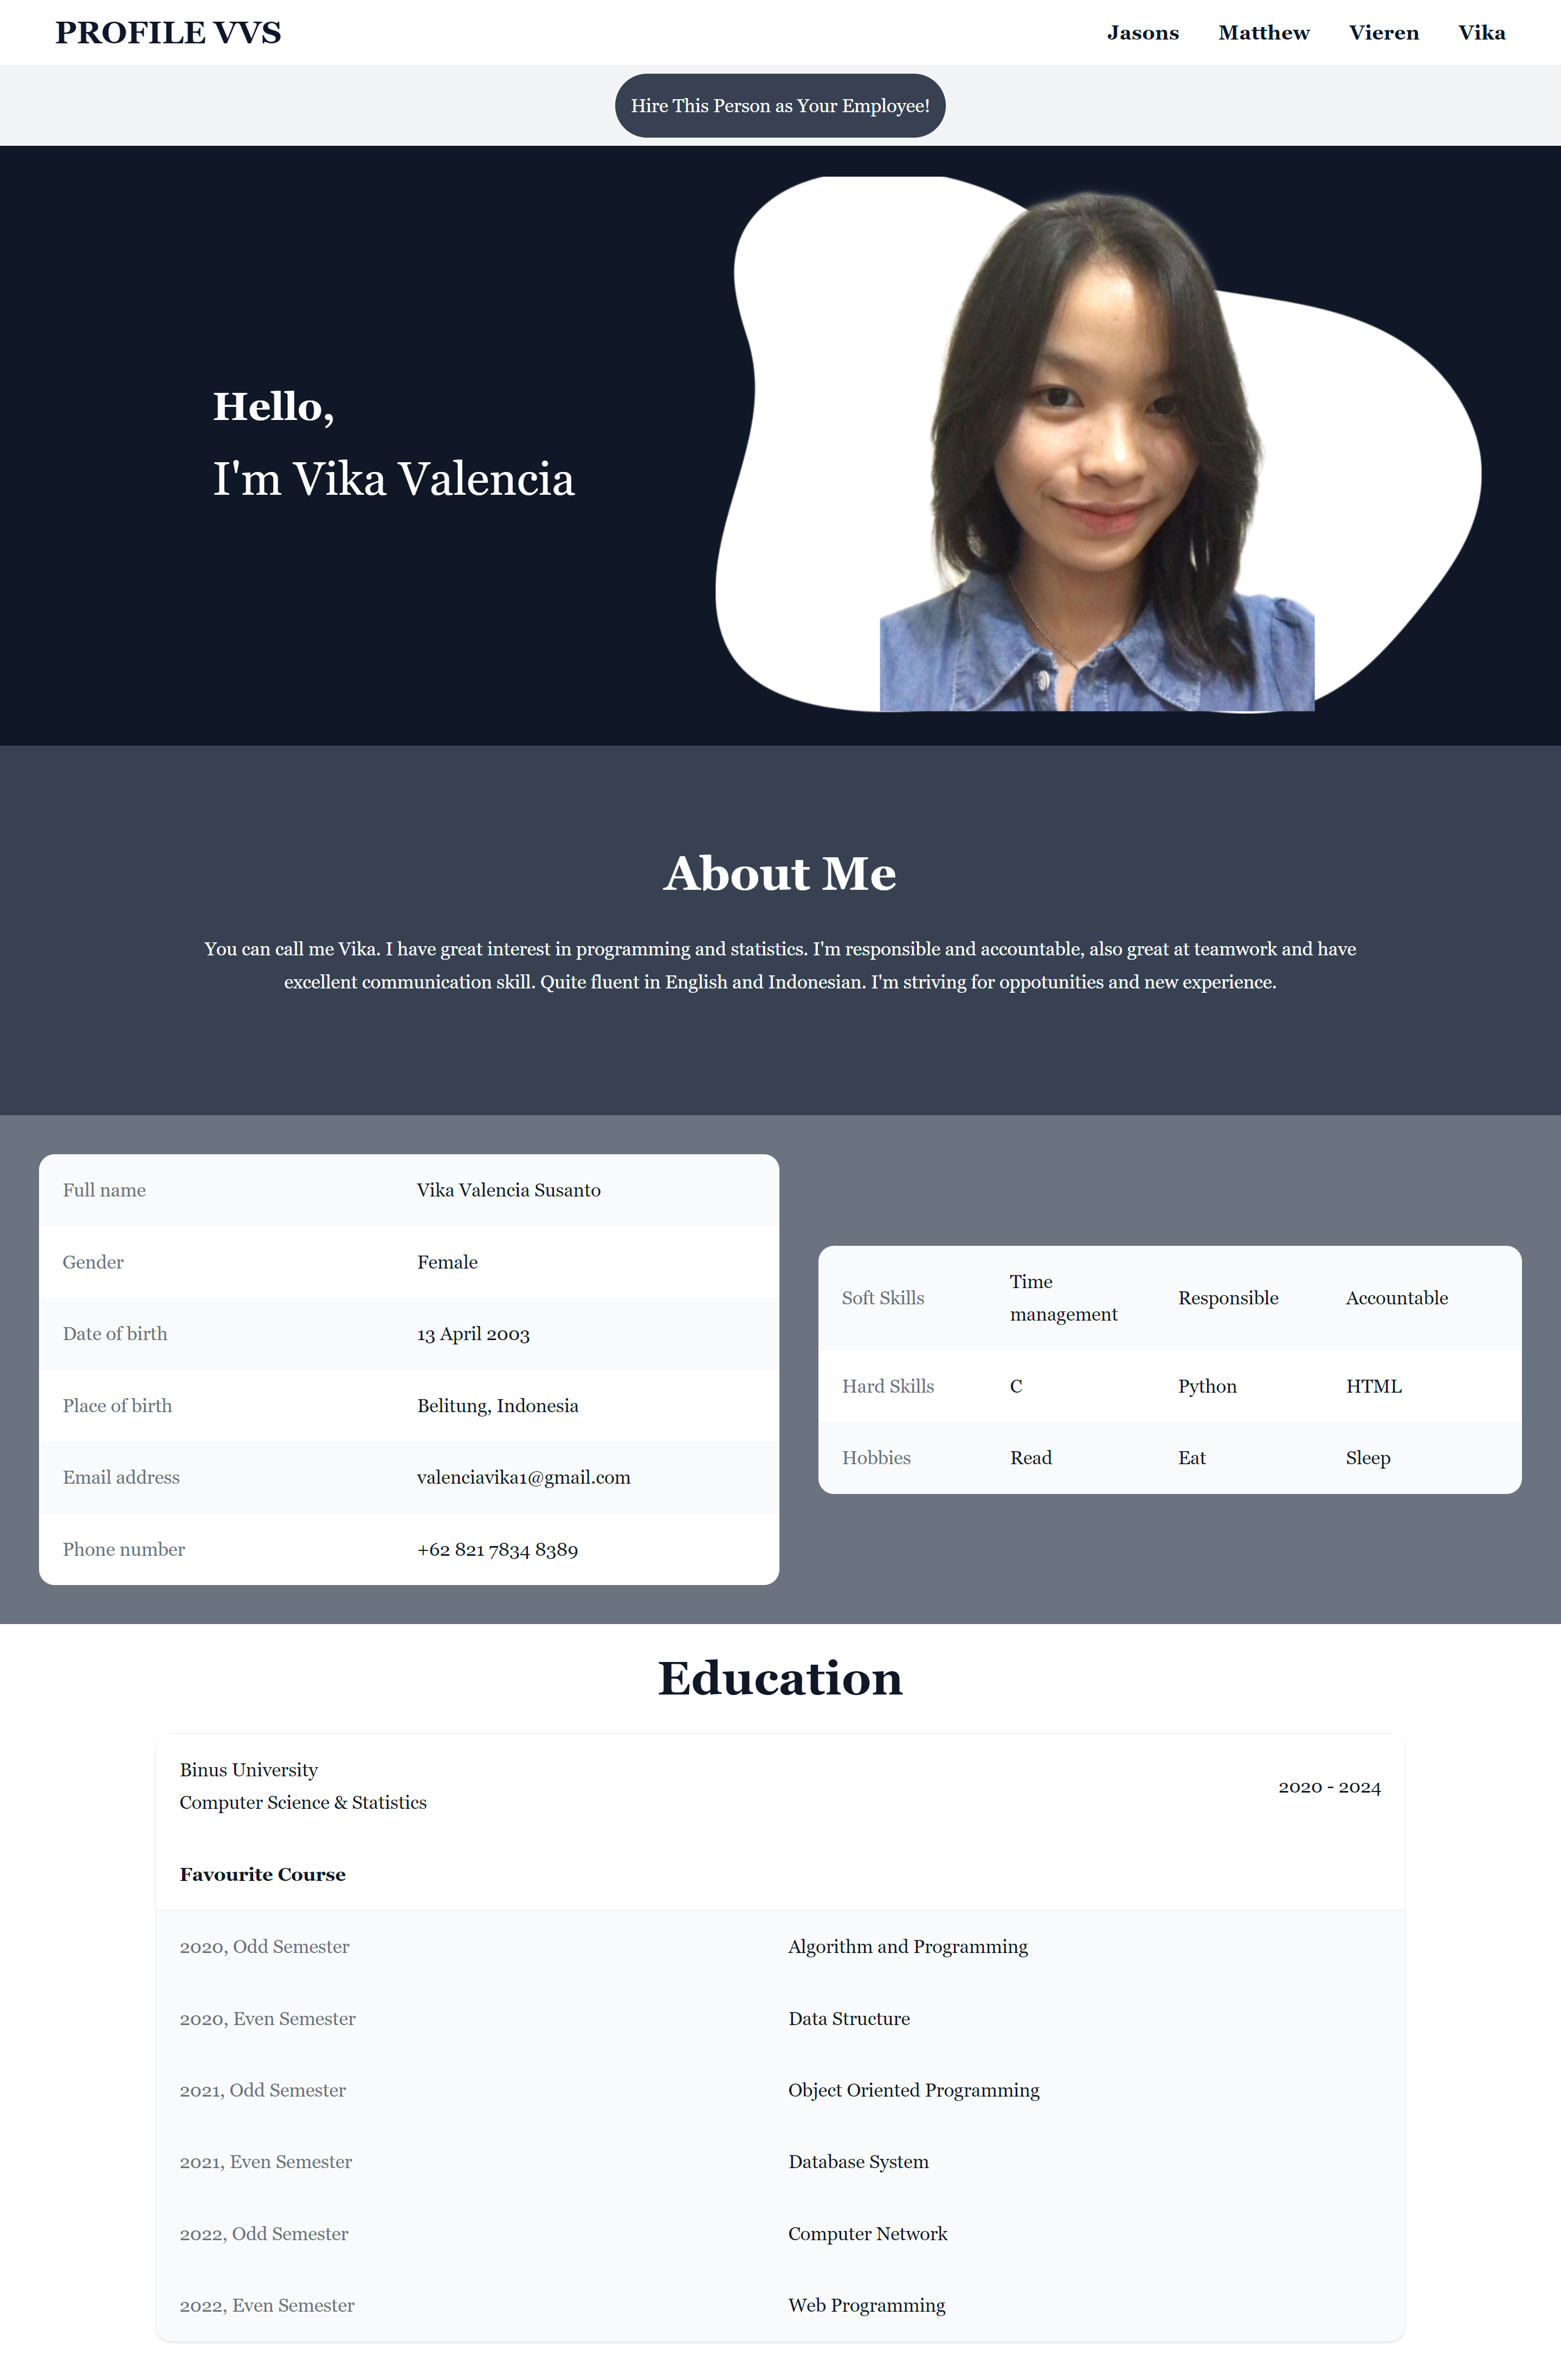 PROFILE VVS
Jasons Matthew Vieren Vika
Hire This Person as Your Employee!
Hello,
I'm Vika Valencia
About Me
You can call me Vika. I have great interest in programming and statistics. I'm responsible and accountable, also great at teamwork and have
excellent communication skill. Quite fluent in English and Indonesian. I'm striving for oppotunities and new experience.
Full name Vika Valencia Susanto
Gender Female
Date of birth 13 April 2003
Place of birth Belitung, Indonesia
Email address valenciavika1@gmail.com
Phone number +62 821 7834 8389
Soft Skills Time management Responsible Accountable
Hard Skills C Python HTML
Hobbies Read Eat Sleep
Education
Binus University
Computer Science & Statistics
2020 - 2024
Favourite Course
2020, Odd Semester Algorithm and Programming
2020, Even Semester Data Structure
2021, Odd Semester Object Oriented Programming
2021, Even Semester Database System
2022, Odd Semester Computer Network
2022, Even Semester Web Programming